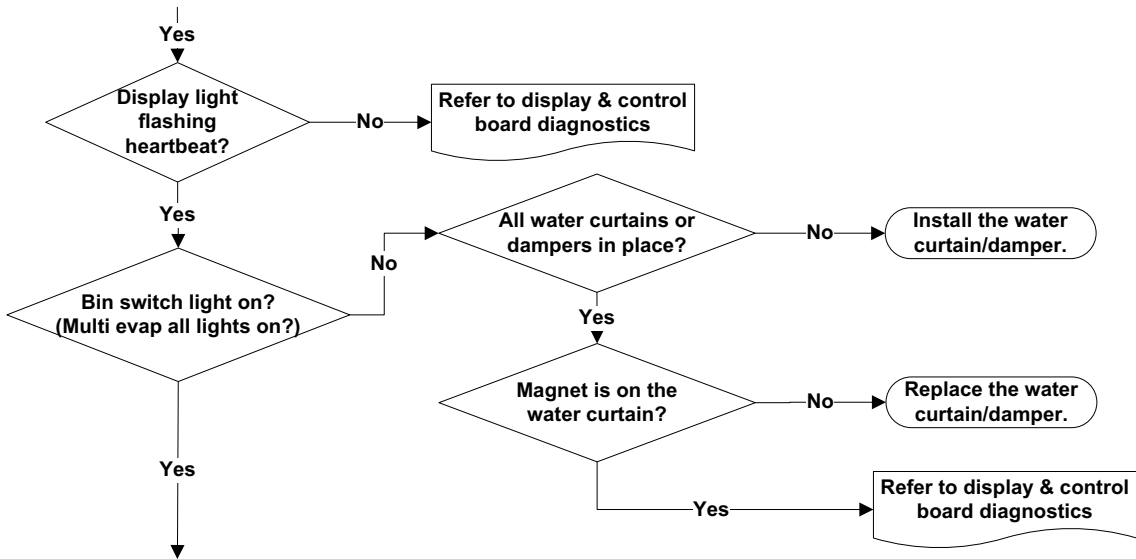 Yes
Display light
flashing
heartbeat?
No
Refer to display & control
board diagnostics
Yes
Bin switch light on?
(Multi evap all lights on?)
No
All water curtains or
dampers in place?
No
Install the water
curtain/damper.
Yes
Magnet is on the
water curtain?
No
Replace the water
curtain/damper.
Yes
Refer to display & control
board diagnostics
Yes